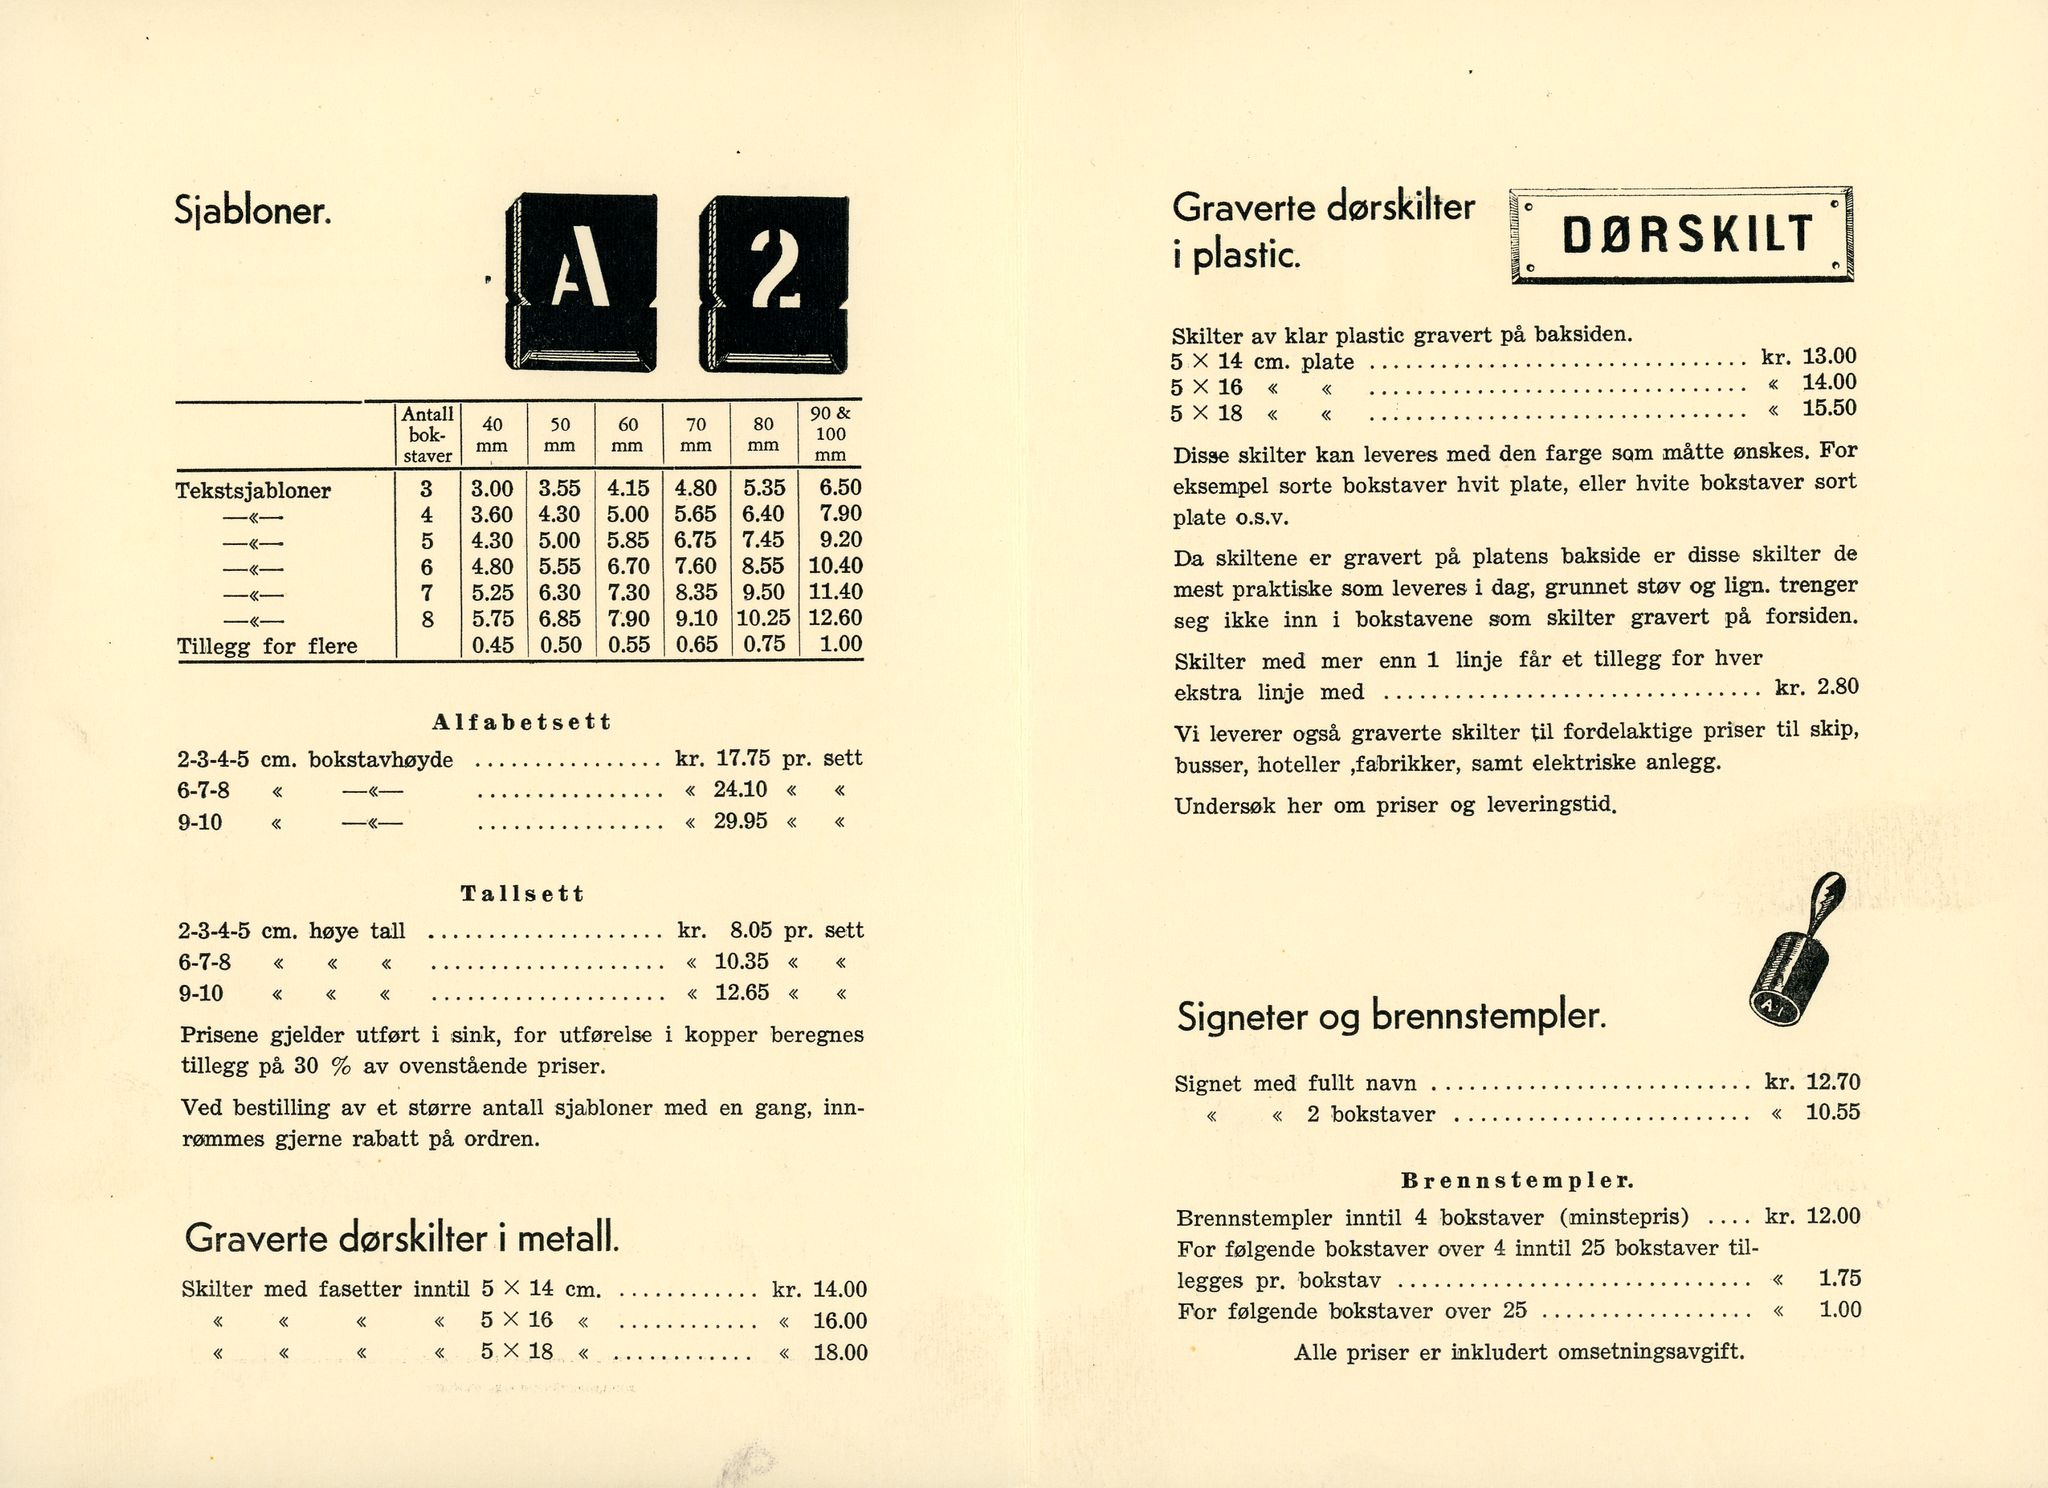 Sjabloner.
A 2
Antall bok-staver 40 mm 50 mm 60 mm 70 mm 80 mm 90 & 100 mm
Tekstsjabloner 3 3.00 3.55 4.15 4.80 5.35 6.50
—«— 4 3.60 4.30 5.00 5.65 6.40 7.90
—«— 5 4.30 5.00 5.85 6.75 7.45 9.20
—«— 6 4.80 5.55 6.70 7.60 8.55 10.40
—«— 7 5.25 6.30 7.30 8.35 9.50 11.40
—«— 8 5.75 6.85 7.90 9.10 10.25 12.60
Tillegg for flere 0.45 0.50 0.55 0.65 0.75 1.00
Alfabetsett
2-3-4-5 cm. bokstavhøyde ................ kr. 17.75 pr. sett
6-7-8 « —«— ................ « 24.10 « «
9-10 « —«— ................ « 29.95 « «
Tallsett
2-3-4-5 cm. høye tall .................... kr. 8.05 pr. sett
6-7-8 « « « .................... « 10.35 « «
9-10 « « « .................... « 12.65 « «
Prisene gjelder utført i sink, for utførelse i kopper beregnes
tillegg på 30 % av ovenstående priser.
Ved bestilling av et større antall sjabloner med en gang, inn-
rømmes gjerne rabatt på ordren.
Graverte dørskilter i metall.
Skilter med fasetter inntil 5 × 14 cm. ............ kr. 14.00
« « « « 5 × 16 « ............ « 16.00
« « « « 5 × 18 « ............ « 18.00
Graverte dørskilter
i plastic.
DØRSKILT
Skilter av klar plastic gravert på baksiden.
5 × 14 cm. plate ................................ kr. 13.00
5 × 16 « « ................................ « 14.00
5 × 18 « « ................................ « 15.50
Disse skilter kan leveres med den farge som måtte ønskes. For
eksempel sorte bokstaver hvit plate, eller hvite bokstaver sort
plate o.s.v.
Da skiltene er gravert på platens bakside er disse skilter de
mest praktiske som leveres i dag, grunnet støv og lign. trenger
seg ikke inn i bokstavene som skilter gravert på forsiden.
Skilter med mer enn 1 linje får et tillegg for hver
ekstra linje med ................................ kr. 2.80
Vi leverer også graverte skilter til fordelaktige priser til skip,
busser, hoteller ,fabrikker, samt elektriske anlegg.
Undersøk her om priser og leveringstid.
A.I
Signeter og brennstempler.
Signet med fullt navn ........................... kr. 12.70
« « 2 bokstaver ......................... « 10.55
Brennstempler.
Brennstempler inntil 4 bokstaver (minstepris) .... kr. 12.00
For følgende bokstaver over 4 inntil 25 bokstaver til-
legges pr. bokstav .............................. « 1.75
For følgende bokstaver over 25 .................. « 1.00
Alle priser er inkludert omsetningsavgift.